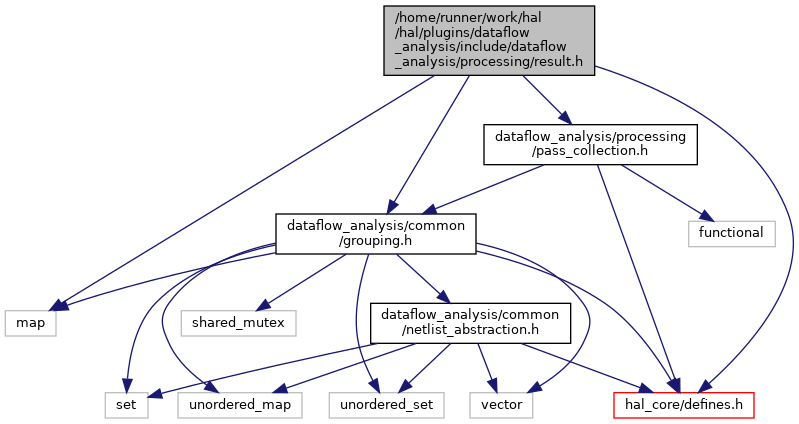 /home/runner/work/hal
/hal/plugins/dataflow
_analysis/include/dataflow
_analysis/processing/result.h
dataflow_analysis/processing
/pass_collection.h
dataflow_analysis/common
/grouping.h
functional
map
shared_mutex
dataflow_analysis/common
/netlist_abstraction.h
set
unordered_map
unordered_set
vector
hal_core/defines.h